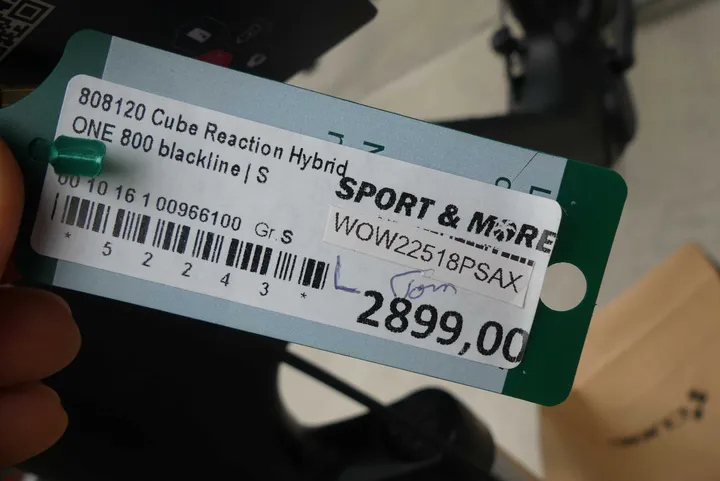 808120 Cube Reaction Hybrid
ONE 800 blackline | S
00 10 16 1 00966100 Gr.S
* 5 2 2 4 3 *
SPORT & MORE
WOW22518PSAX
L Tom
2899,00